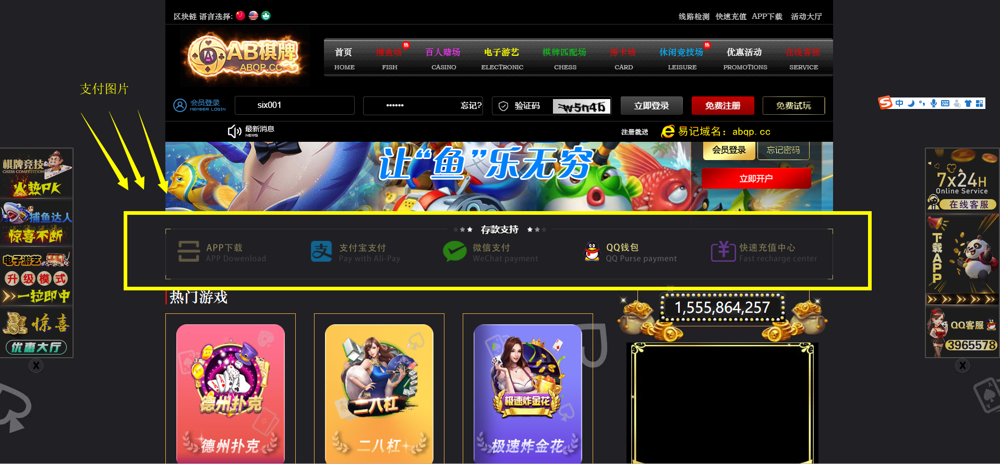 区块链 语言选择:
线路检测 快速充值 APP下载 活动大厅
AB棋牌
ABQP.CC
首页 捕鱼场 热 百人赌场 电子游艺 棋牌匹配场 房卡场 休闲竞技场 热 优惠活动 在线客服
HOME FISH CASINO ELECTRONIC CHESS CARD LEISURE PROMOTIONS SERVICE
支付图片
会员登录
MEMBER LOGIN
six001
•••••• 忘记?
验证码 w5n4b
立即登录 免费注册 免费试玩
中
最新消息
NEWS
注册就送 易记域名：abqp.cc
让“鱼”乐无穷
会员登录 忘记密码
立即开户
棋牌竞技
CHESS COMPETITION
火热PK
捕鱼达人
惊喜不断
电子游艺
升级模式
一拉即中
惊喜
优惠大厅
X
存款支持
APP下载
APP Dowenload
支付宝支付
Pay with Ali-Pay
微信支付
WeChat payment
QQ钱包
QQ Purse payment
快速充值中心
Fast recharge center
热门游戏
1,555,864,257
德州扑克
德州扑克
二八杠
二八杠
极速炸金花
极速炸金花
7x24H
Online Service
在线客服
下载APP
QQ客服
3965578
X